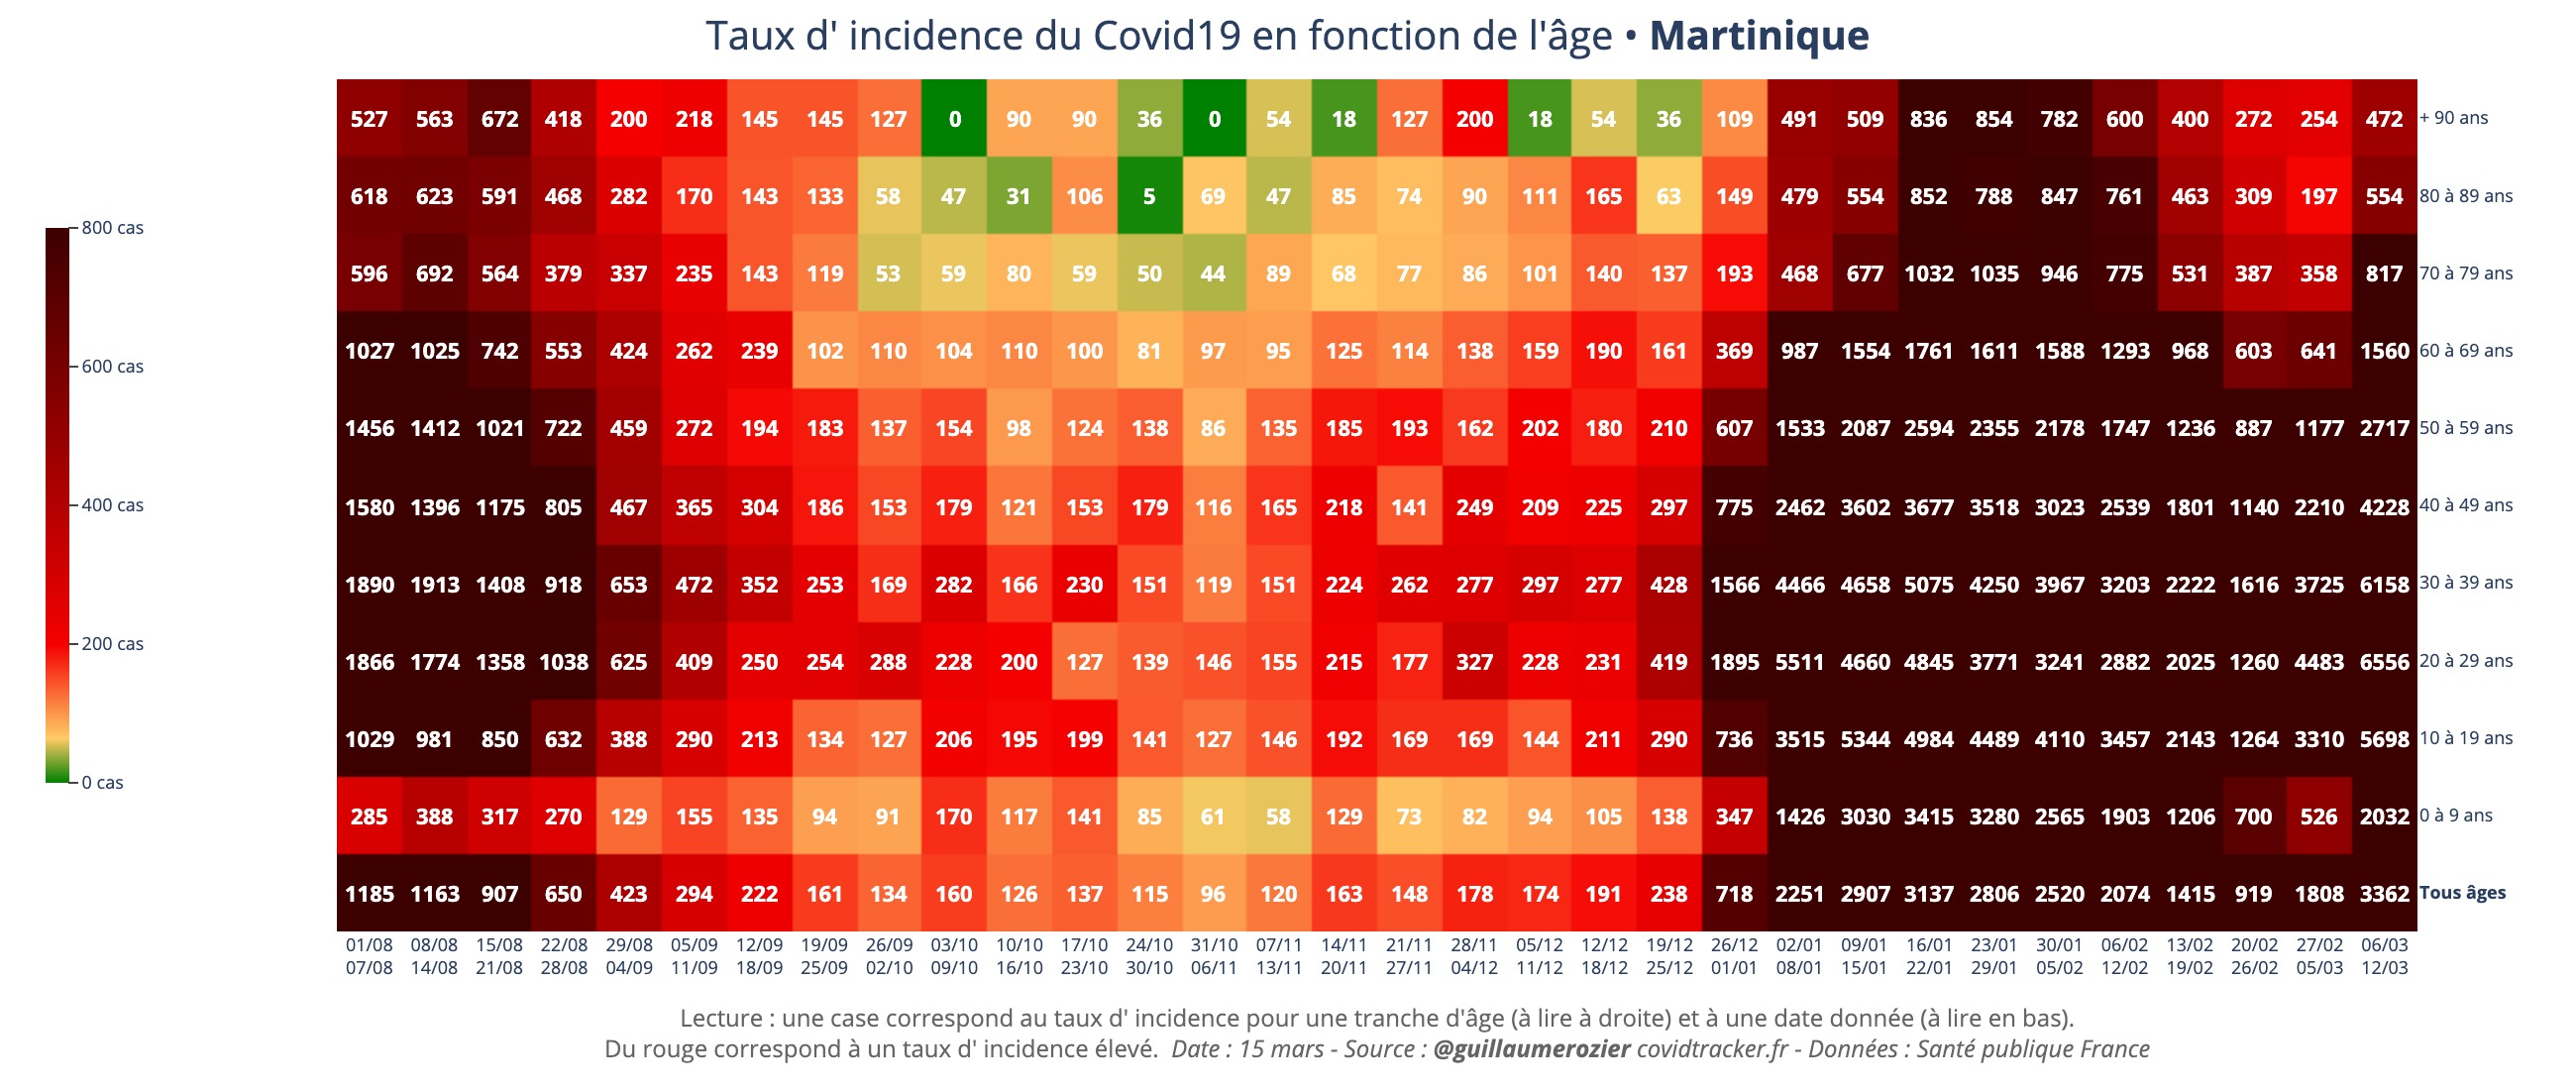 Taux d' incidence du Covid19 en fonction de l'âge • Martinique
527 563 672 418 200 218 145 145 127 0 90 90 36 0 54 18 127 200 18 54 36 109 491 509 836 854 782 600 400 272 254 472 + 90 ans
618 623 591 468 282 170 143 133 58 47 31 106 5 69 47 85 74 90 111 165 63 149 479 554 852 788 847 761 463 309 197 554 80 à 89 ans
800 cas
596 692 564 379 337 235 143 119 53 59 80 59 50 44 89 68 77 86 101 140 137 193 468 677 1032 1035 946 775 531 387 358 817 70 à 79 ans
1027 1025 742 553 424 262 239 102 110 104 110 100 81 97 95 125 114 138 159 190 161 369 987 1554 1761 1611 1588 1293 968 603 641 1560 60 à 69 ans
600 cas
1456 1412 1021 722 459 272 194 183 137 154 98 124 138 86 135 185 193 162 202 180 210 607 1533 2087 2594 2355 2178 1747 1236 887 1177 2717 50 à 59 ans
400 cas
1580 1396 1175 805 467 365 304 186 153 179 121 153 179 116 165 218 141 249 209 225 297 775 2462 3602 3677 3518 3023 2539 1801 1140 2210 4228 40 à 49 ans
1890 1913 1408 918 653 472 352 253 169 282 166 230 151 119 151 224 262 277 297 277 428 1566 4466 4658 5075 4250 3967 3203 2222 1616 3725 6158 30 à 39 ans
200 cas
1866 1774 1358 1038 625 409 250 254 288 228 200 127 139 146 155 215 177 327 228 231 419 1895 5511 4660 4845 3771 3241 2882 2025 1260 4483 6556 20 à 29 ans
1029 981 850 632 388 290 213 134 127 206 195 199 141 127 146 192 169 169 144 211 290 736 3515 5344 4984 4489 4110 3457 2143 1264 3310 5698 10 à 19 ans
0 cas
285 388 317 270 129 155 135 94 91 170 117 141 85 61 58 129 73 82 94 105 138 347 1426 3030 3415 3280 2565 1903 1206 700 526 2032 0 à 9 ans
1185 1163 907 650 423 294 222 161 134 160 126 137 115 96 120 163 148 178 174 191 238 718 2251 2907 3137 2806 2520 2074 1415 919 1808 3362 Tous âges
01/08 08/08 15/08 22/08 29/08 05/09 12/09 19/09 26/09 03/10 10/10 17/10 24/10 31/10 07/11 14/11 21/11 28/11 05/12 12/12 19/12 26/12 02/01 09/01 16/01 23/01 30/01 06/02 13/02 20/02 27/02 06/03
07/08 14/08 21/08 28/08 04/09 11/09 18/09 25/09 02/10 09/10 16/10 23/10 30/10 06/11 13/11 20/11 27/11 04/12 11/12 18/12 25/12 01/01 08/01 15/01 22/01 29/01 05/02 12/02 19/02 26/02 05/03 12/03
Lecture : une case correspond au taux d' incidence pour une tranche d'âge (à lire à droite) et à une date donnée (à lire en bas).
Du rouge correspond à un taux d' incidence élevé. Date : 15 mars - Source : @guillaumerozier covidtracker.fr - Données : Santé publique France